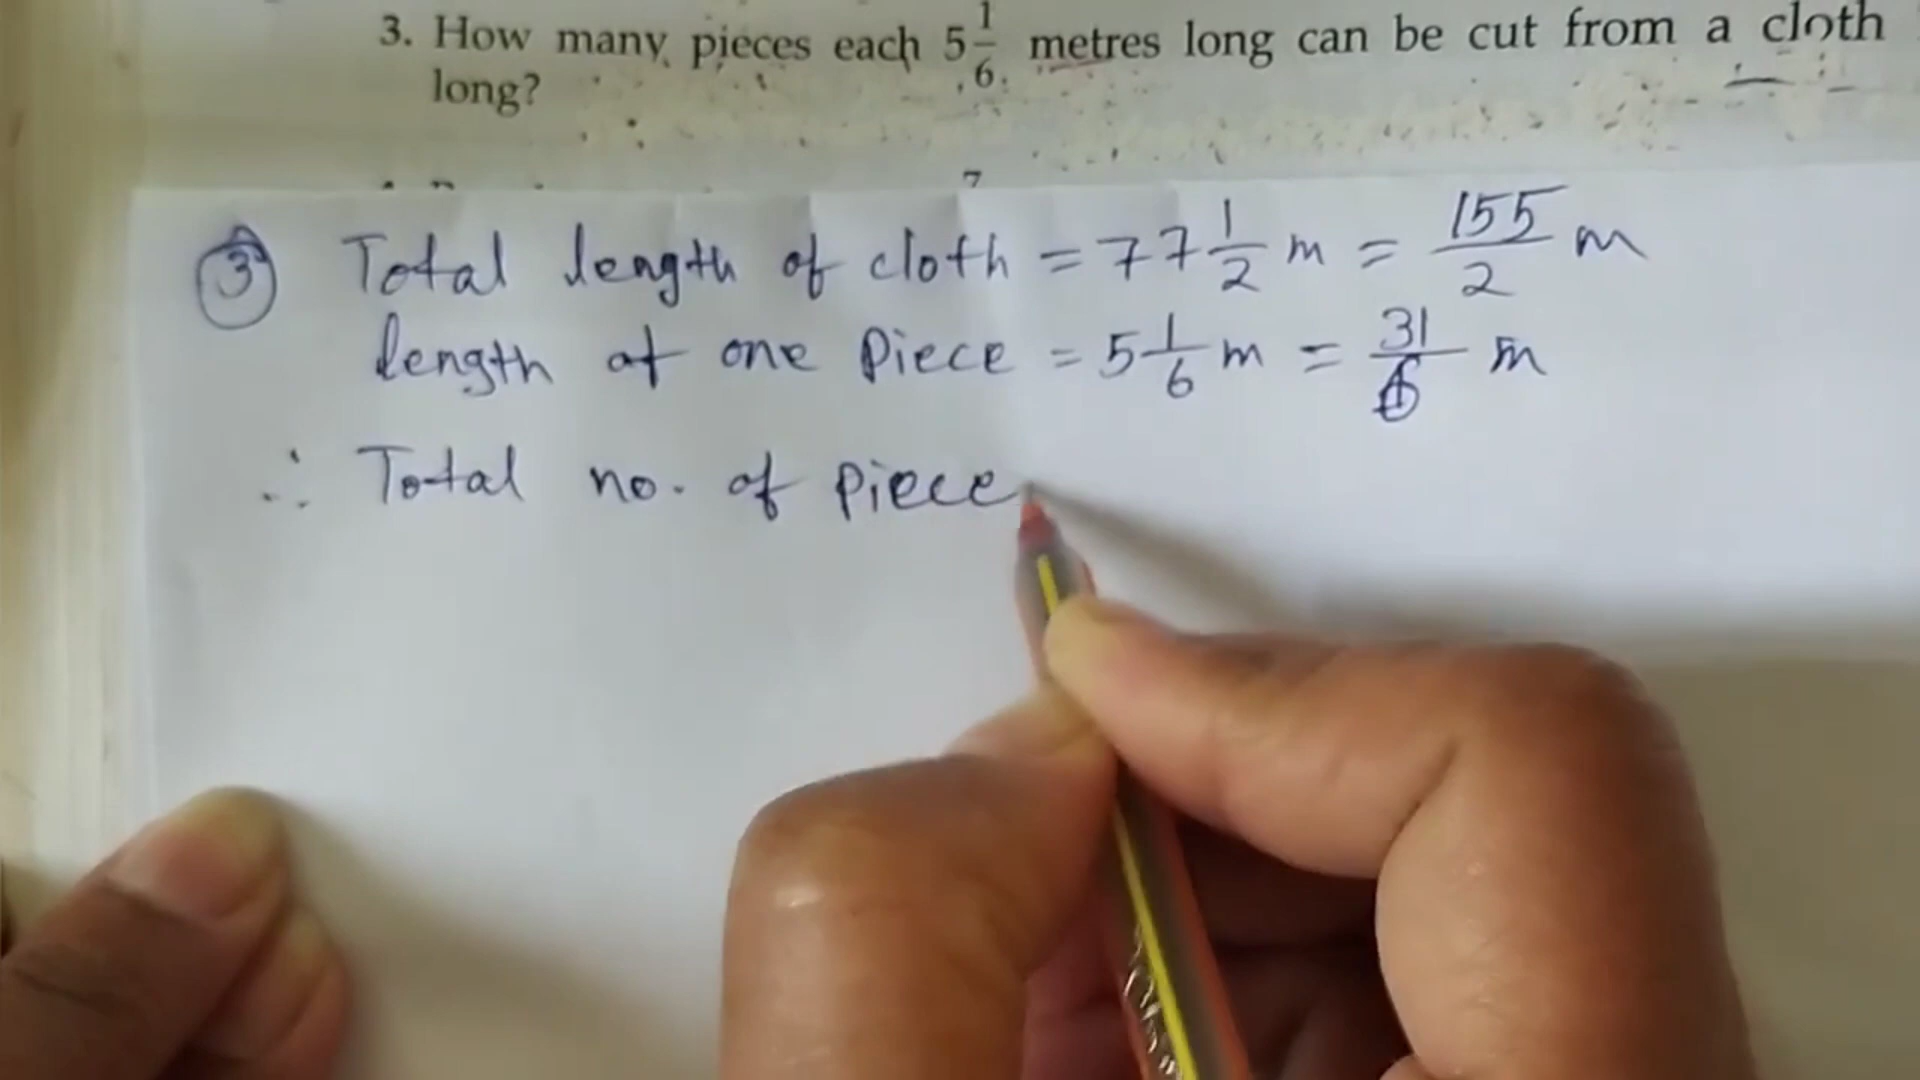 3. How many pieces each 5 1/6 metres long can be cut from a cloth
long?
7
③ Total length of cloth = 77 1/2 m = 155/2 m
length of one Piece = 5 1/6 m = 31/6 m
∴ Total no. of piece